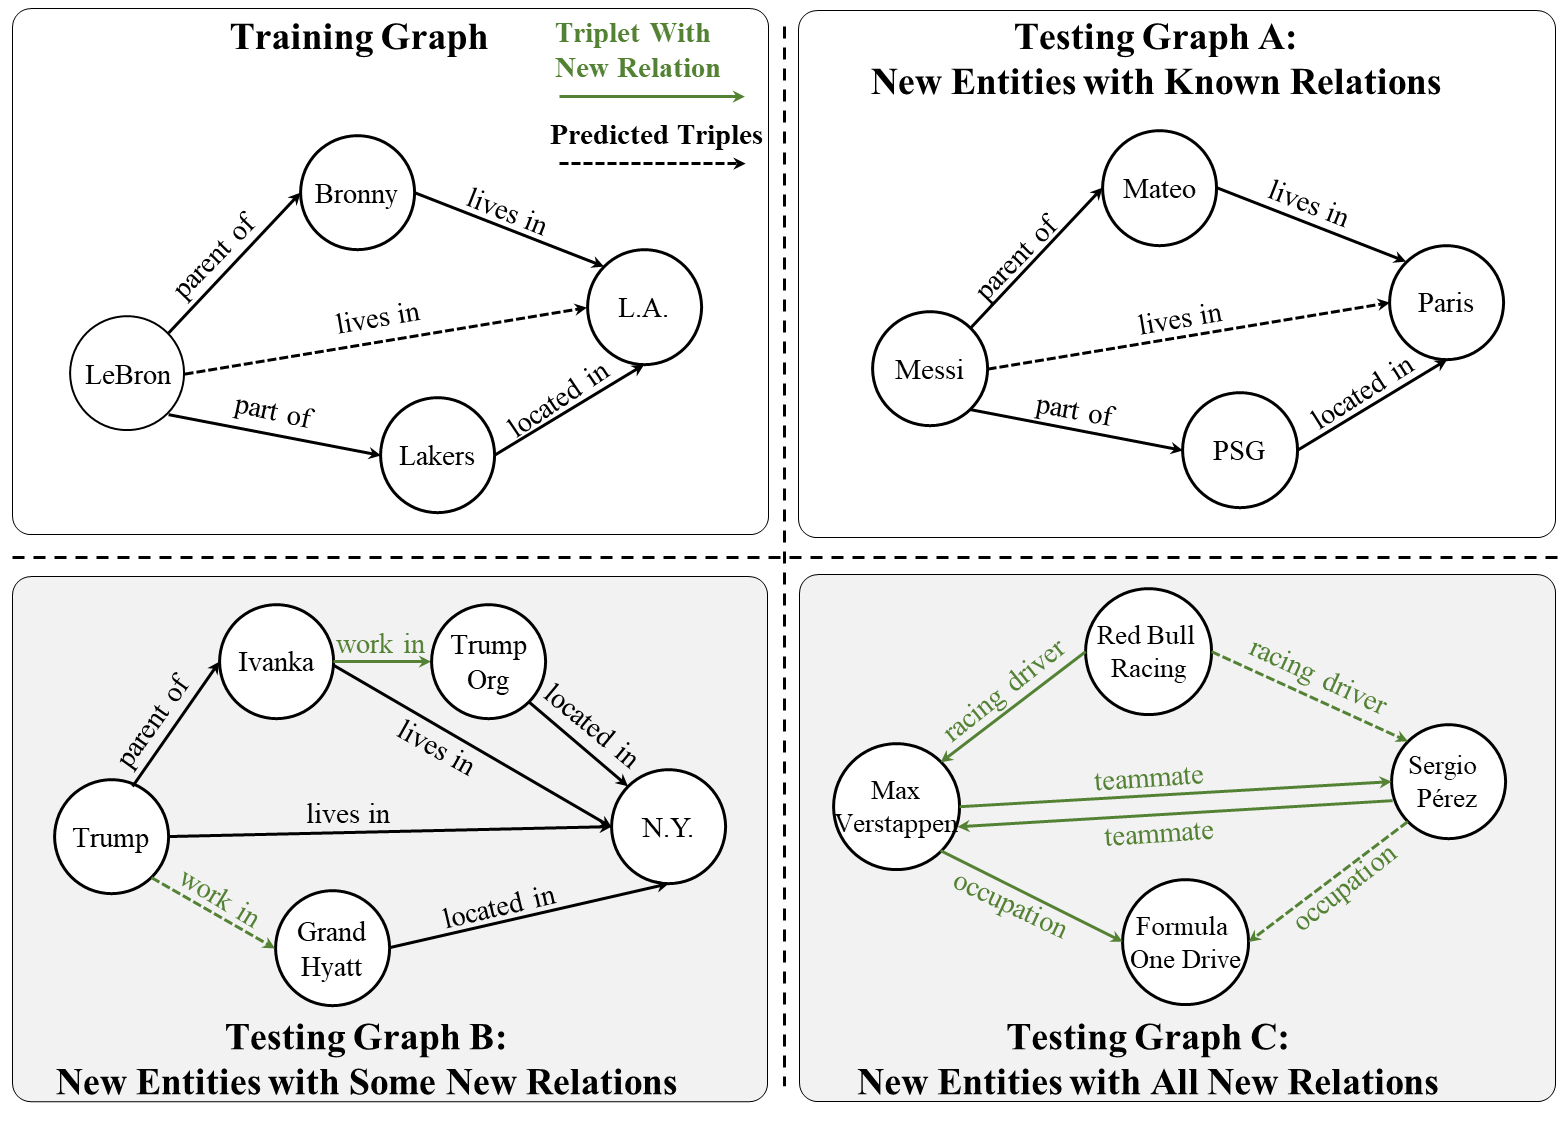 Training Graph
Triplet With
New Relation
Predicted Triples
Bronny
lives in
parent of
L.A.
lives in
LeBron
part of
located in
Lakers
Testing Graph A:
New Entities with Known Relations
Mateo
lives in
parent of
Paris
lives in
Messi
part of
located in
PSG
Ivanka
work in
Trump
Org
parent of
located in
lives in
lives in
Trump
N.Y.
work in
located in
Grand
Hyatt
Testing Graph B:
New Entities with Some New Relations
Red Bull
Racing
racing driver
racing driver
Max
Verstappen
teammate
teammate
Sergio
Pérez
occupation
occupation
Formula
One Drive
Testing Graph C:
New Entities with All New Relations